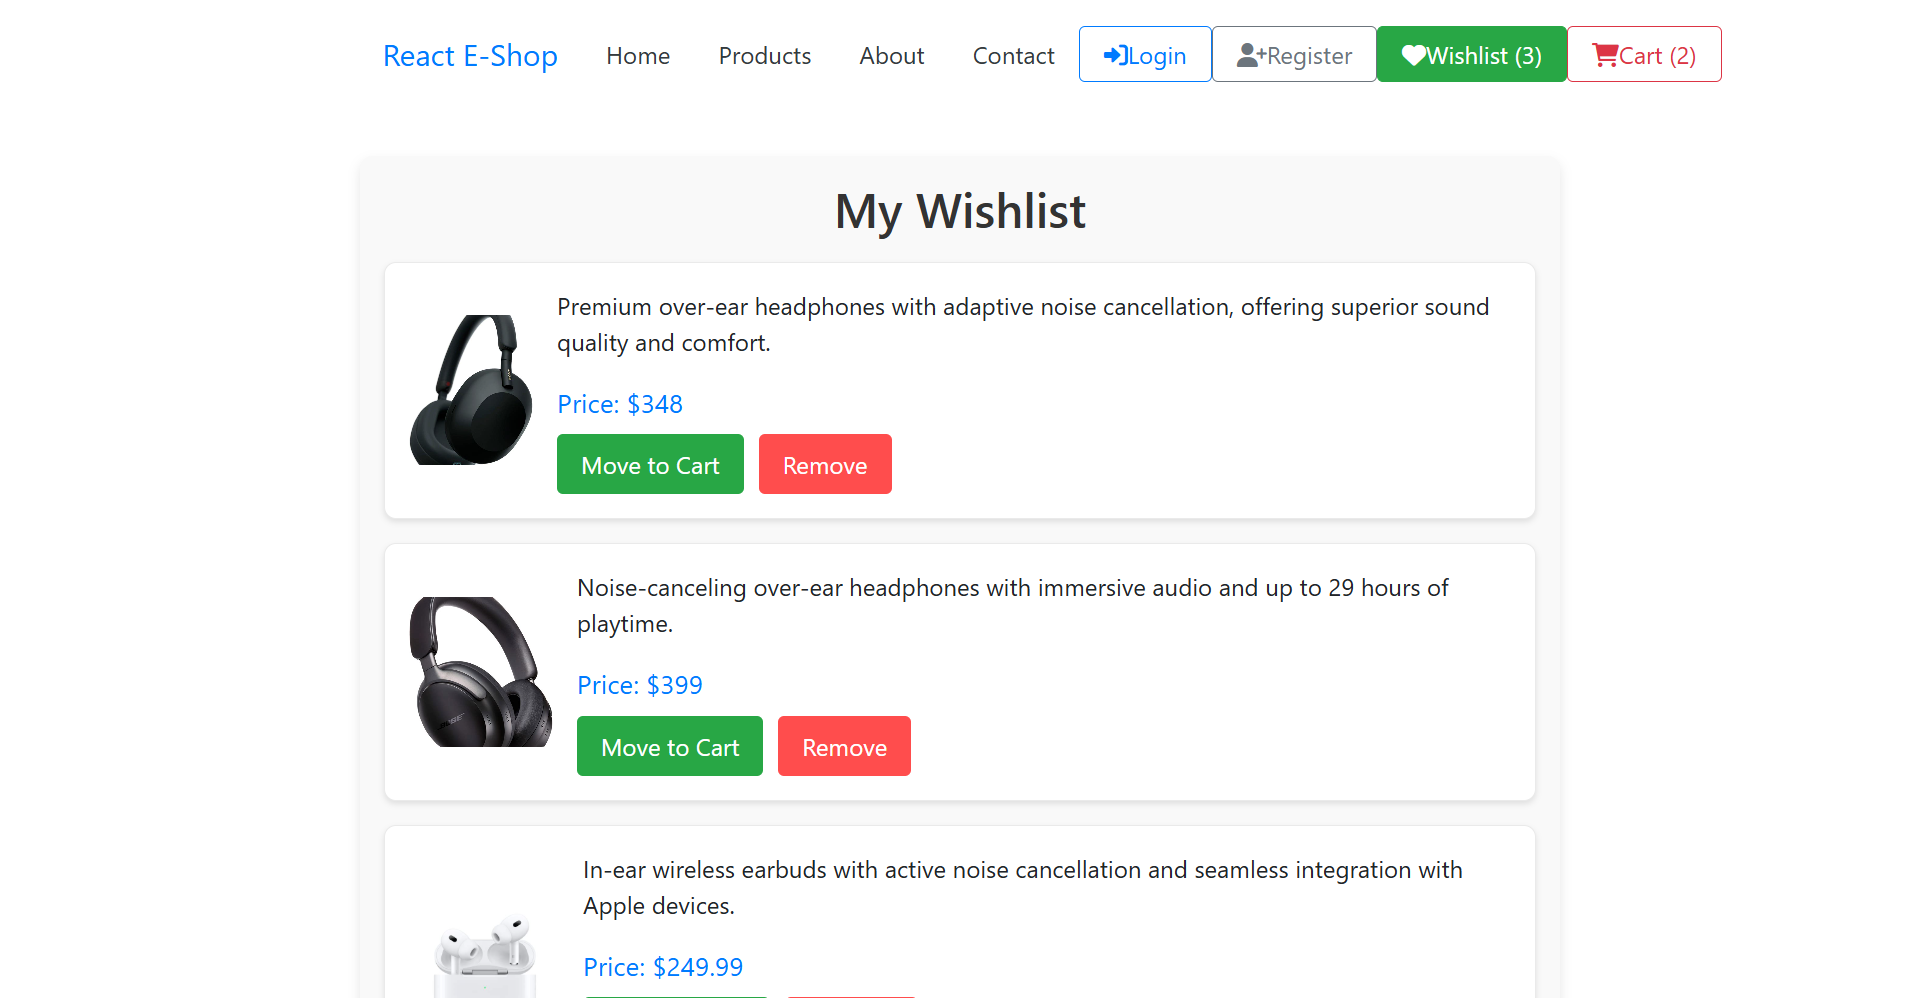 React E-Shop Home Products About Contact Login Register Wishlist (3) Cart (2)
My Wishlist
Premium over-ear headphones with adaptive noise cancellation, offering superior sound
quality and comfort.
Price: $348
Move to Cart Remove
Noise-canceling over-ear headphones with immersive audio and up to 29 hours of
playtime.
Price: $399
Move to Cart Remove
In-ear wireless earbuds with active noise cancellation and seamless integration with
Apple devices.
Price: $249.99